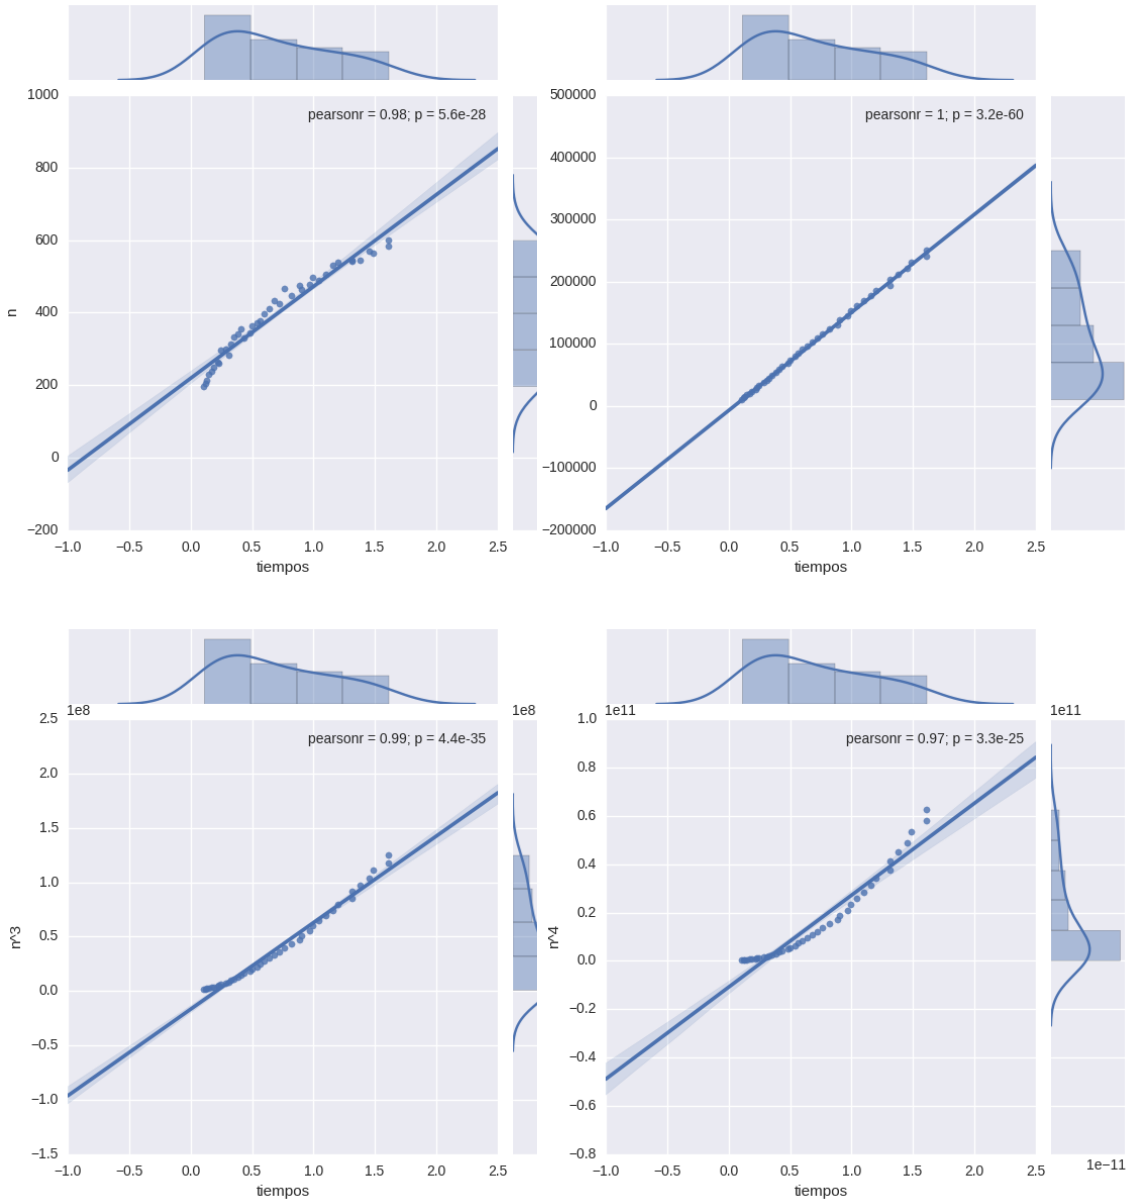 pearsonr = 0.98; p = 5.6e-28
1000
800
600
400
200
0
−200
n
−1.0 −0.5 0.0 0.5 1.0 1.5 2.0 2.5
tiempos
pearsonr = 1; p = 3.2e-60
500000
400000
300000
200000
100000
0
−100000
−200000
−1.0 −0.5 0.0 0.5 1.0 1.5 2.0 2.5
tiempos
1e8
1e8
pearsonr = 0.99; p = 4.4e-35
2.5
2.0
1.5
1.0
0.5
0.0
−0.5
−1.0
−1.5
n^3
−1.0 −0.5 0.0 0.5 1.0 1.5 2.0 2.5
tiempos
1e11
1e11
pearsonr = 0.97; p = 3.3e-25
1.0
0.8
0.6
0.4
0.2
0.0
−0.2
−0.4
−0.6
−0.8
n^4
−1.0 −0.5 0.0 0.5 1.0 1.5 2.0 2.5
1e−11
tiempos